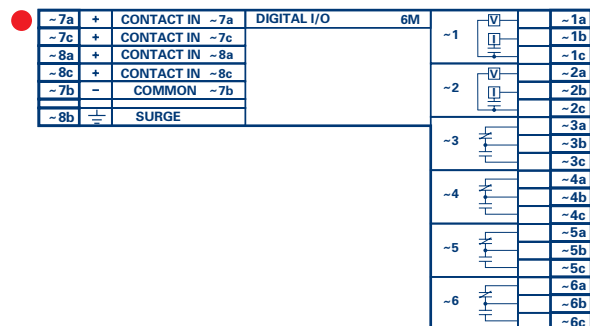 ~7a + CONTACT IN ~7a DIGITAL I/O 6M
~7c + CONTACT IN ~7c
~8a + CONTACT IN ~8a
~8c + CONTACT IN ~8c
~7b − COMMON ~7b
~8b SURGE
~1 V I ~1a
~1b
~1c
~2 V I ~2a
~2b
~2c
~3 ~3a
~3b
~3c
~4 ~4a
~4b
~4c
~5 ~5a
~5b
~5c
~6 ~6a
~6b
~6c